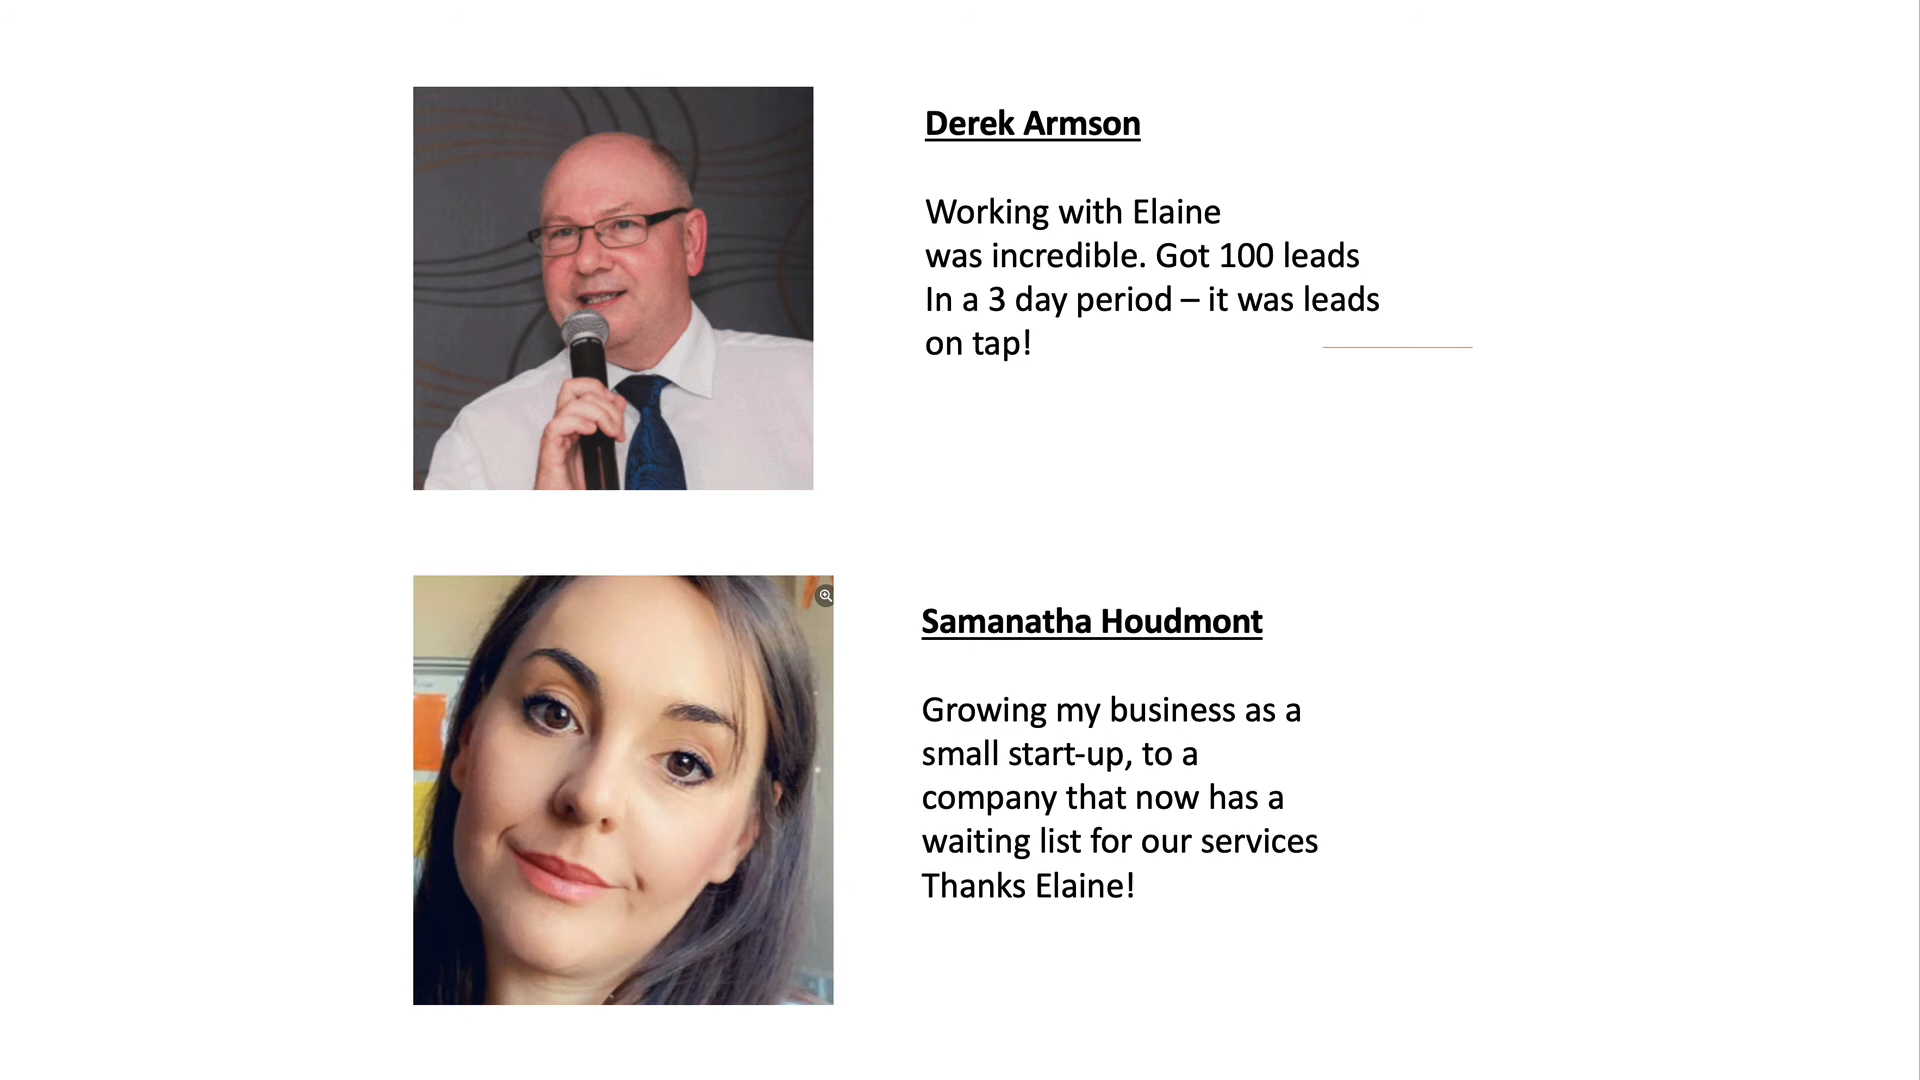 Derek Armson
Working with Elaine
was incredible. Got 100 leads
In a 3 day period – it was leads
on tap!
Samanatha Houdmont
Growing my business as a
small start-up, to a
company that now has a
waiting list for our services
Thanks Elaine!